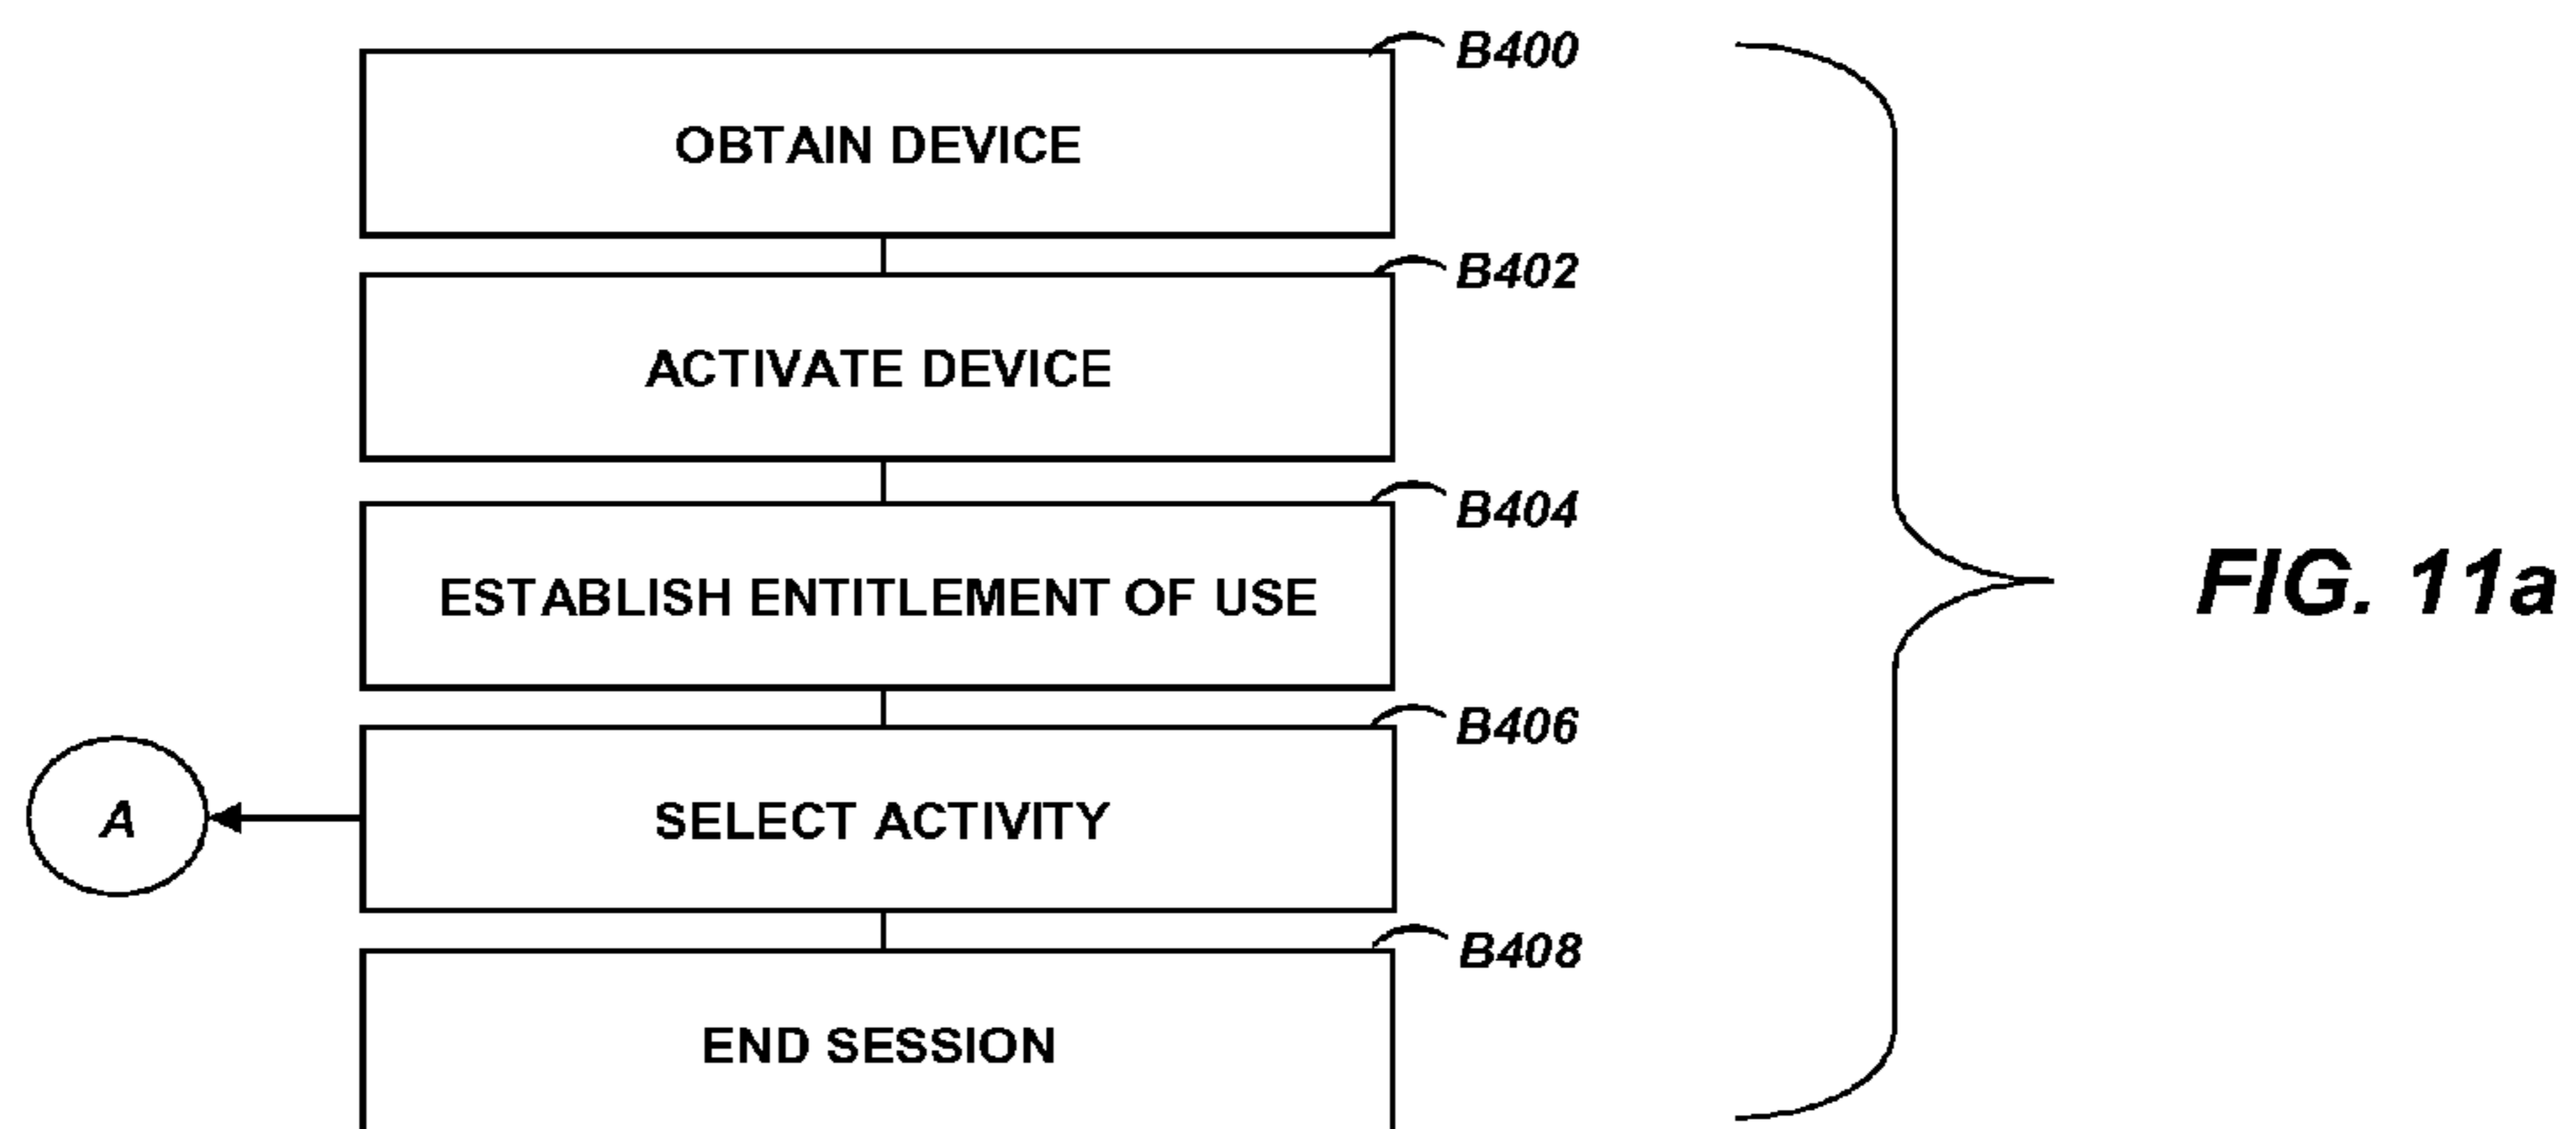 B400
OBTAIN DEVICE
B402
ACTIVATE DEVICE
B404
ESTABLISH ENTITLEMENT OF USE
B406
SELECT ACTIVITY
A
B408
END SESSION
FIG. 11a